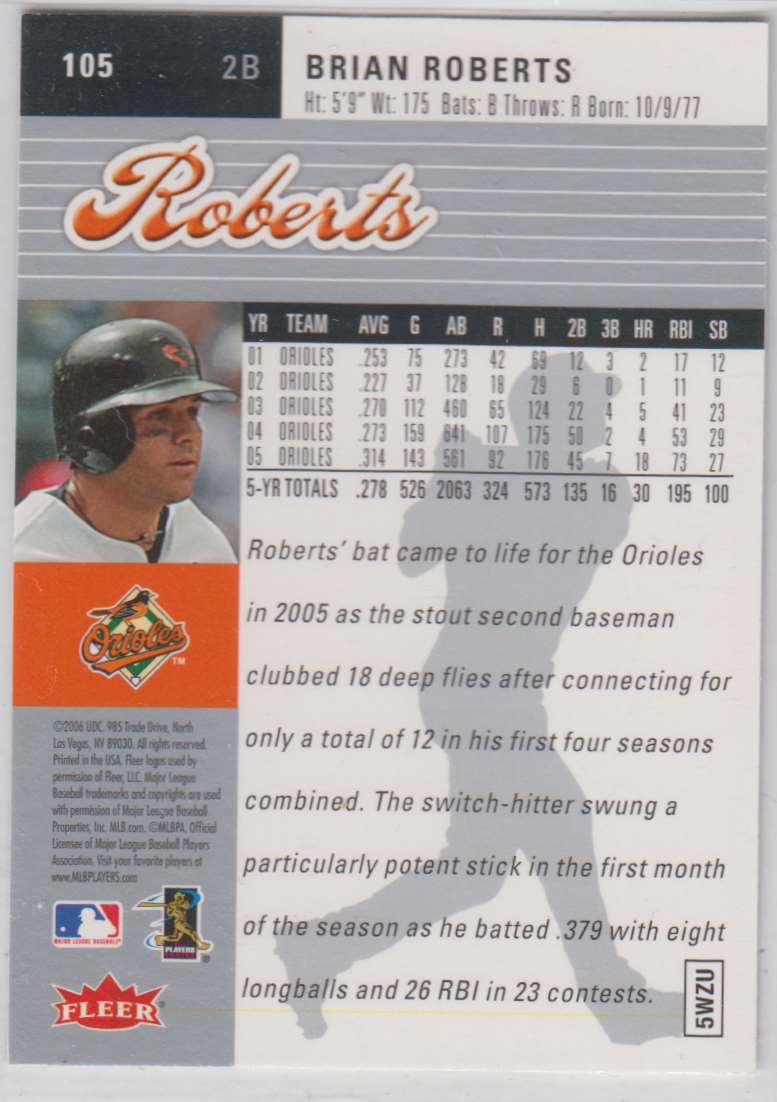 105 2B BRIAN ROBERTS
Ht: 5'9" Wt: 175 Bats: B Throws: R Born: 10/9/77
Roberts
YR TEAM AVG G AB R H 2B 3B HR RBI SB
01 ORIOLES .253 75 273 42 69 12 3 2 17 12
02 ORIOLES .227 37 128 18 29 6 0 1 11 9
03 ORIOLES .270 112 460 65 124 22 4 5 41 23
04 ORIOLES .273 159 641 107 175 50 2 4 53 29
05 ORIOLES .314 143 561 92 176 45 7 18 73 27
5-YR TOTALS .278 526 2063 324 573 135 16 30 195 100
Roberts' bat came to life for the Orioles
in 2005 as the stout second baseman
clubbed 18 deep flies after connecting for
only a total of 12 in his first four seasons
combined. The switch-hitter swung a
particularly potent stick in the first month
of the season as he batted .379 with eight
longballs and 26 RBI in 23 contests.
5WZU
Orioles
TM
©2006 UDC. 985 Trade Drive, North
Las Vegas, NV 89030. All rights reserved.
Printed in the USA. Fleer logos used by
permission of Fleer, LLC. Major League
Baseball trademarks and copyrights are used
with permission of Major League Baseball
Properties, Inc. MLB.com. ©MLBPA, Official
Licensee of Major League Baseball Players
Association. Visit your favorite players at
www.MLBPLAYERS.com
MAJOR LEAGUE BASEBALL
PLAYERS
CHOICE
®
FLEER
®